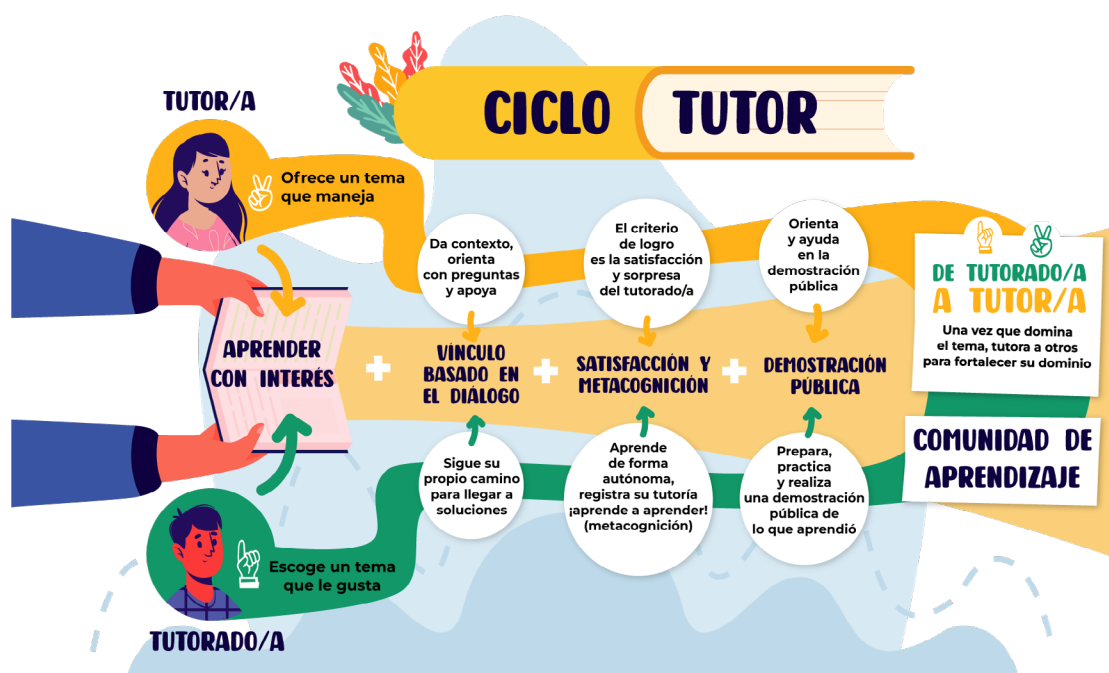 CICLO TUTOR
TUTOR/A
Ofrece un tema
que maneja
Da contexto,
orienta
con preguntas
y apoya
El criterio
de logro
es la satisfacción
y sorpresa
del tutorado/a
Orienta
y ayuda
en la
demostración
pública
DE TUTORADO/A
A TUTOR/A
Una vez que domina
el tema, tutora a otros
para fortalecer su dominio
APRENDER
CON INTERÉS
+
VÍNCULO
BASADO EN
EL DIÁLOGO
+
SATISFACCIÓN Y
METACOGNICIÓN
+
DEMOSTRACIÓN
PÚBLICA
COMUNIDAD DE
APRENDIZAJE
Sigue su
propio camino
para llegar a
soluciones
Aprende
de forma
autónoma,
registra su tutoría
¡aprende a aprender!
(metacognición)
Prepara,
practica
y realiza
una demostración
pública de
lo que aprendió
Escoge un tema
que le gusta
TUTORADO/A